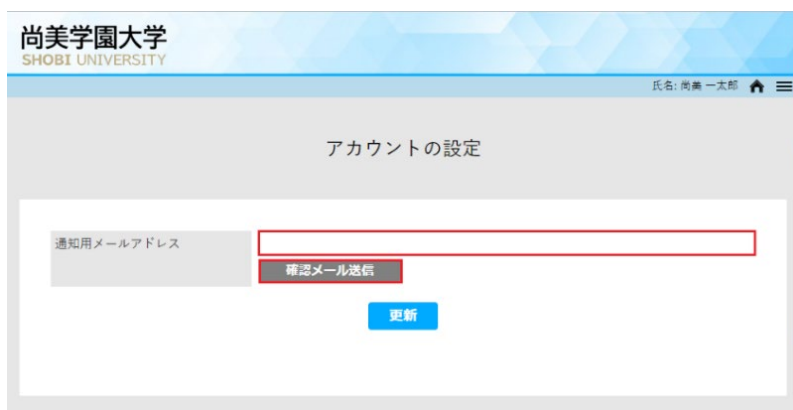 尚美学園大学
SHOBI UNIVERSITY
氏名: 尚美 一太郎
アカウントの設定
通知用メールアドレス
確認メール送信
更新